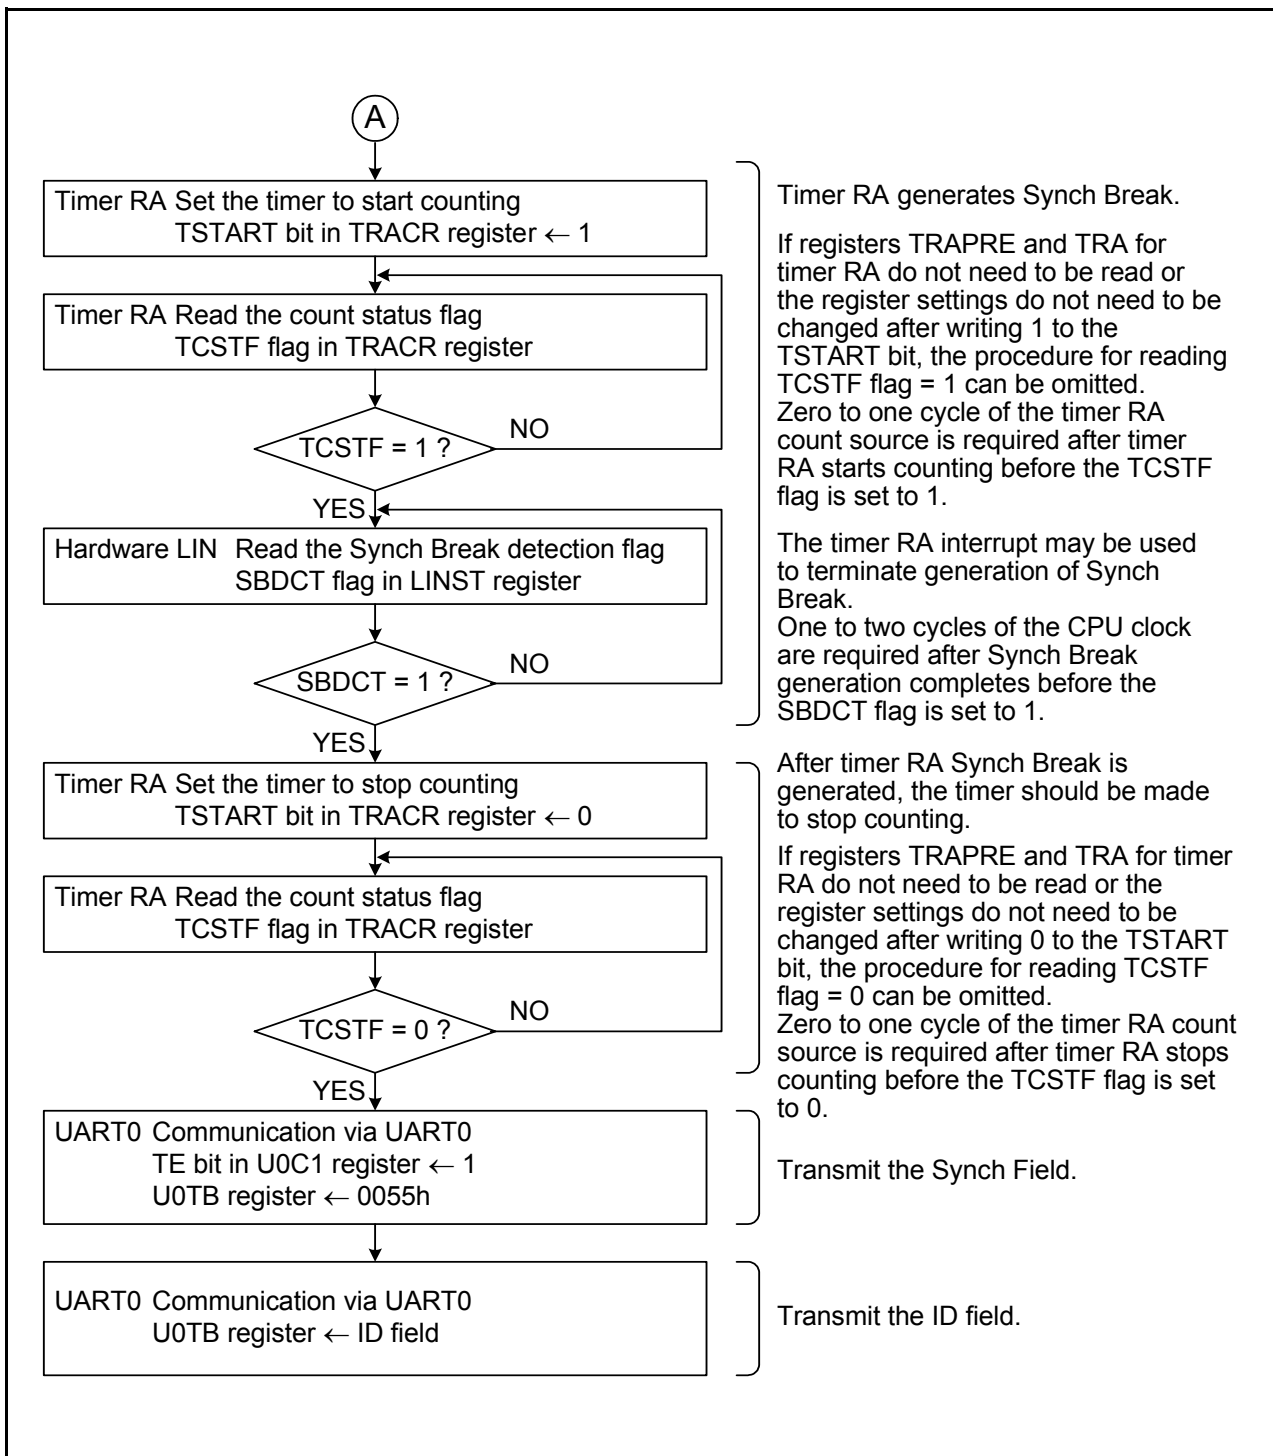 A
Timer RA Set the timer to start counting
TSTART bit in TRACR register ← 1
Timer RA generates Synch Break.
If registers TRAPRE and TRA for
timer RA do not need to be read or
the register settings do not need to be
changed after writing 1 to the
TSTART bit, the procedure for reading
TCSTF flag = 1 can be omitted.
Zero to one cycle of the timer RA
count source is required after timer
RA starts counting before the TCSTF
flag is set to 1.
Timer RA Read the count status flag
TCSTF flag in TRACR register
TCSTF = 1 ?
NO
YES
Hardware LIN Read the Synch Break detection flag
SBDCT flag in LINST register
The timer RA interrupt may be used
to terminate generation of Synch
Break.
One to two cycles of the CPU clock
are required after Synch Break
generation completes before the
SBDCT flag is set to 1.
SBDCT = 1 ?
NO
YES
Timer RA Set the timer to stop counting
TSTART bit in TRACR register ← 0
After timer RA Synch Break is
generated, the timer should be made
to stop counting.
If registers TRAPRE and TRA for timer
RA do not need to be read or the
register settings do not need to be
changed after writing 0 to the TSTART
bit, the procedure for reading TCSTF
flag = 0 can be omitted.
Zero to one cycle of the timer RA count
source is required after timer RA stops
counting before the TCSTF flag is set
to 0.
Timer RA Read the count status flag
TCSTF flag in TRACR register
TCSTF = 0 ?
NO
YES
UART0 Communication via UART0
TE bit in U0C1 register ← 1
U0TB register ← 0055h
Transmit the Synch Field.
UART0 Communication via UART0
U0TB register ← ID field
Transmit the ID field.